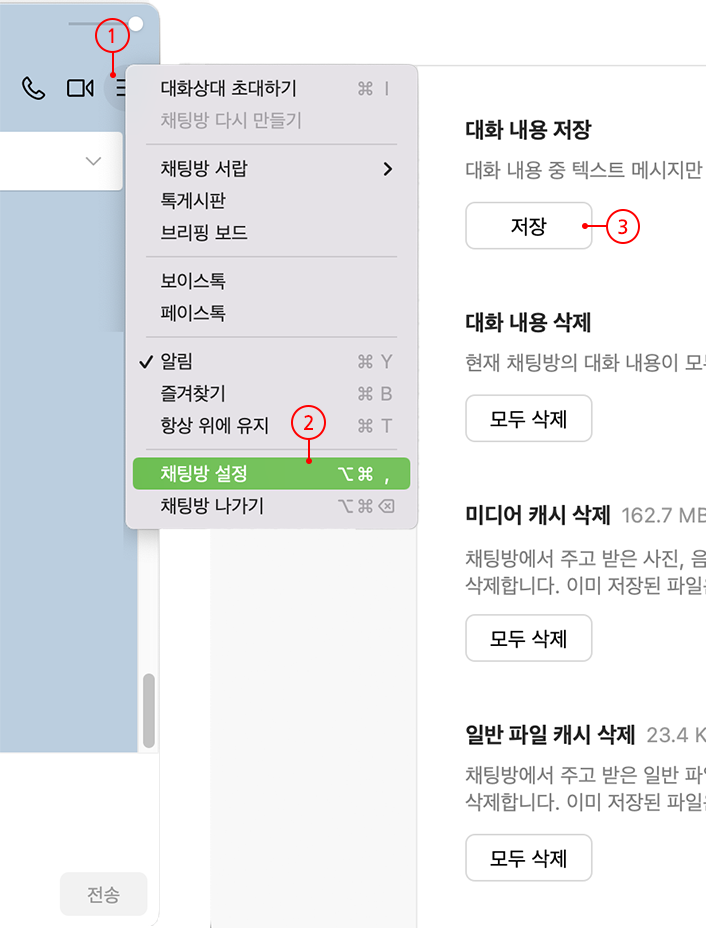 1
대화상대 초대하기 ⌘ I
채팅방 다시 만들기
채팅방 서랍
톡게시판
브리핑 보드
보이스톡
페이스톡
✓ 알림 ⌘ Y
즐겨찾기 ⌘ B
항상 위에 유지 ⌘ T
2
채팅방 설정 ⌥⌘ ,
채팅방 나가기 ⌥⌘⌫
전송
대화 내용 저장
대화 내용 중 텍스트 메시지만
저장
3
대화 내용 삭제
현재 채팅방의 대화 내용이
모두 삭제
미디어 캐시 삭제 162.7 MB
채팅방에서 주고 받은 사진, 음
삭제합니다. 이미 저장된 파일은
모두 삭제
일반 파일 캐시 삭제 23.4 K
채팅방에서 주고 받은 일반 파
삭제합니다. 이미 저장된 파일은
모두 삭제